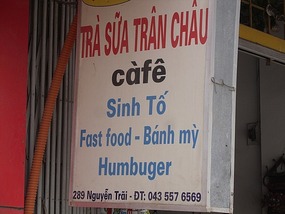 TRÀ SỮA TRÂN CHÂU
càfê
Sinh Tố
Fast food - Bánh mỳ
Humbuger
289 Nguyễn Trãi - ĐT: 043 557 6569